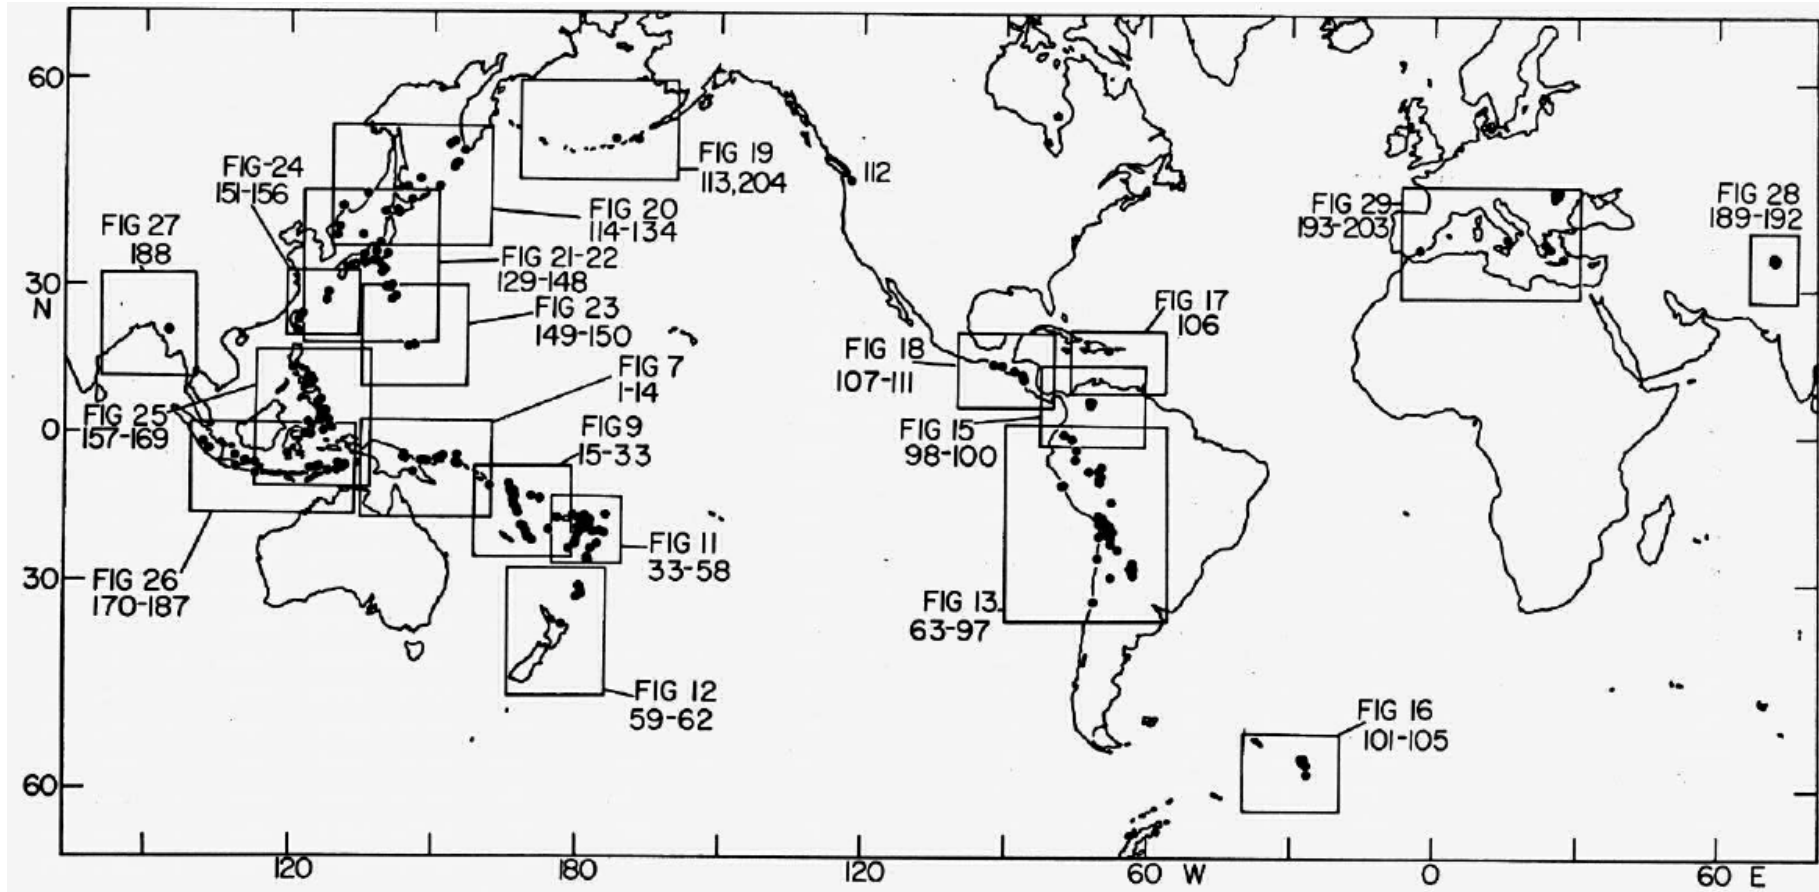 60
30
N
0
30
60
FIG-24
151-156
FIG 27
188
FIG 19
113,204
112
FIG 20
114-134
FIG 21-22
129-148
FIG 23
149-150
FIG 7
1-14
FIG 25
157-169
FIG 9
15-33
FIG 11
33-58
FIG 26
170-187
FIG 12
59-62
FIG 17
106
FIG 18
107-111
FIG 15
98-100
FIG 13
63-97
FIG 16
101-105
FIG 29
193-203
FIG 28
189-192
120
180
120
60
W
0
60
E